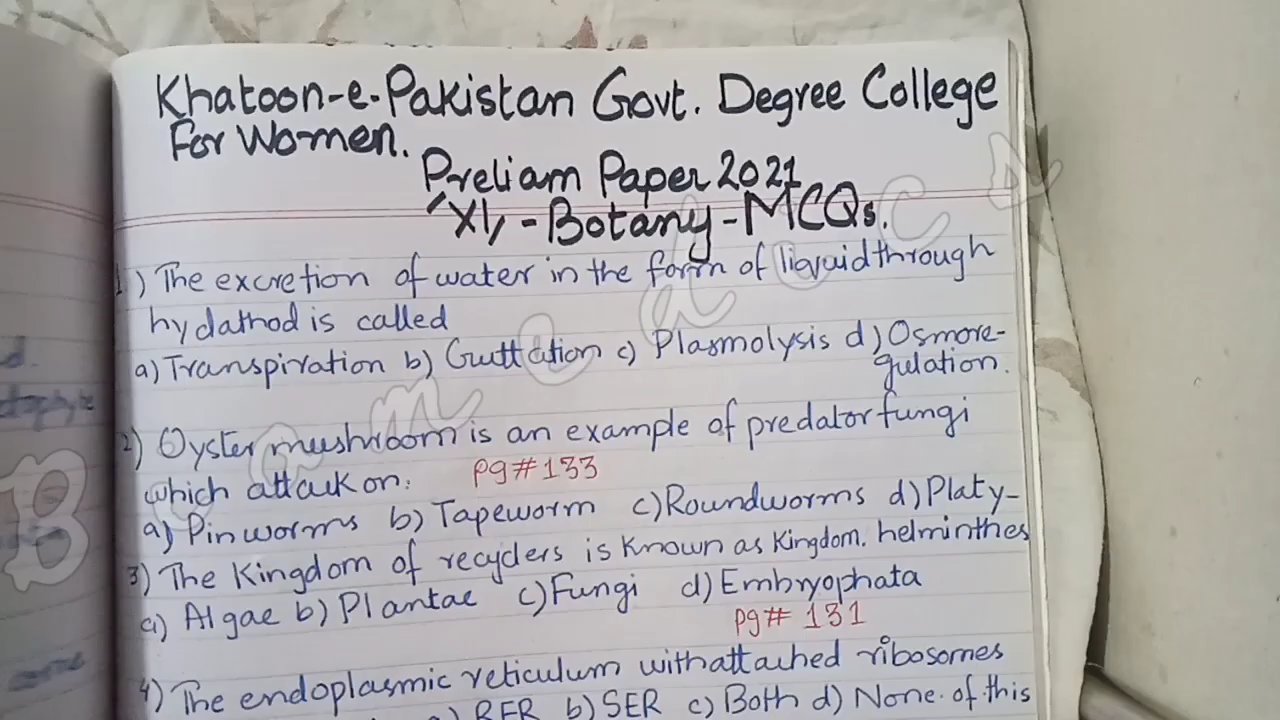 Khatoon-e-Pakistan Govt. Degree College
For Women.
Preliam Paper 2021
"XI" - Botany - MCQs.
1) The excretion of water in the form of liquid through
hydathod is called
a) Transpiration b) Guttation c) Plasmolysis d) Osmore-
gulation.
2) Oyster mushroom is an example of predator fungi
which attack on:
pg# 133
a) Pinworms b) Tapeworm c) Roundworms d) Platy-
helminthes
3) The Kingdom of recyclers is known as Kingdom.
a) Algae b) Plantae c) Fungi d) Embryophata
pg# 131
4) The endoplasmic reticulum with attached ribosomes
a) RER b) SER c) Both d) None of this